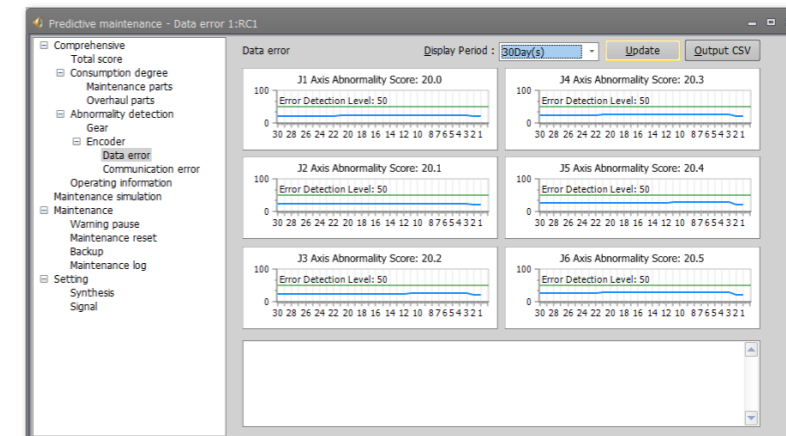 Predictive maintenance - Data error 1:RC1
Comprehensive
Total score
Consumption degree
Maintenance parts
Overhaul parts
Abnormality detection
Gear
Encoder
Data error
Communication error
Operating information
Maintenance simulation
Maintenance
Warning pause
Maintenance reset
Backup
Maintenance log
Setting
Synthesis
Signal
Data error Display Period : 30Day(s) Update Output CSV
J1 Axis Abnormality Score: 20.0
100
Error Detection Level: 50
0
30 28 26 24 22 20 18 16 14 12 10 8 7 6 5 4 3 2 1
J4 Axis Abnormality Score: 20.3
100
Error Detection Level: 50
0
30 28 26 24 22 20 18 16 14 12 10 8 7 6 5 4 3 2 1
J2 Axis Abnormality Score: 20.1
100
Error Detection Level: 50
0
30 28 26 24 22 20 18 16 14 12 10 8 7 6 5 4 3 2 1
J5 Axis Abnormality Score: 20.4
100
Error Detection Level: 50
0
30 28 26 24 22 20 18 16 14 12 10 8 7 6 5 4 3 2 1
J3 Axis Abnormality Score: 20.2
100
Error Detection Level: 50
0
30 28 26 24 22 20 18 16 14 12 10 8 7 6 5 4 3 2 1
J6 Axis Abnormality Score: 20.5
100
Error Detection Level: 50
0
30 28 26 24 22 20 18 16 14 12 10 8 7 6 5 4 3 2 1